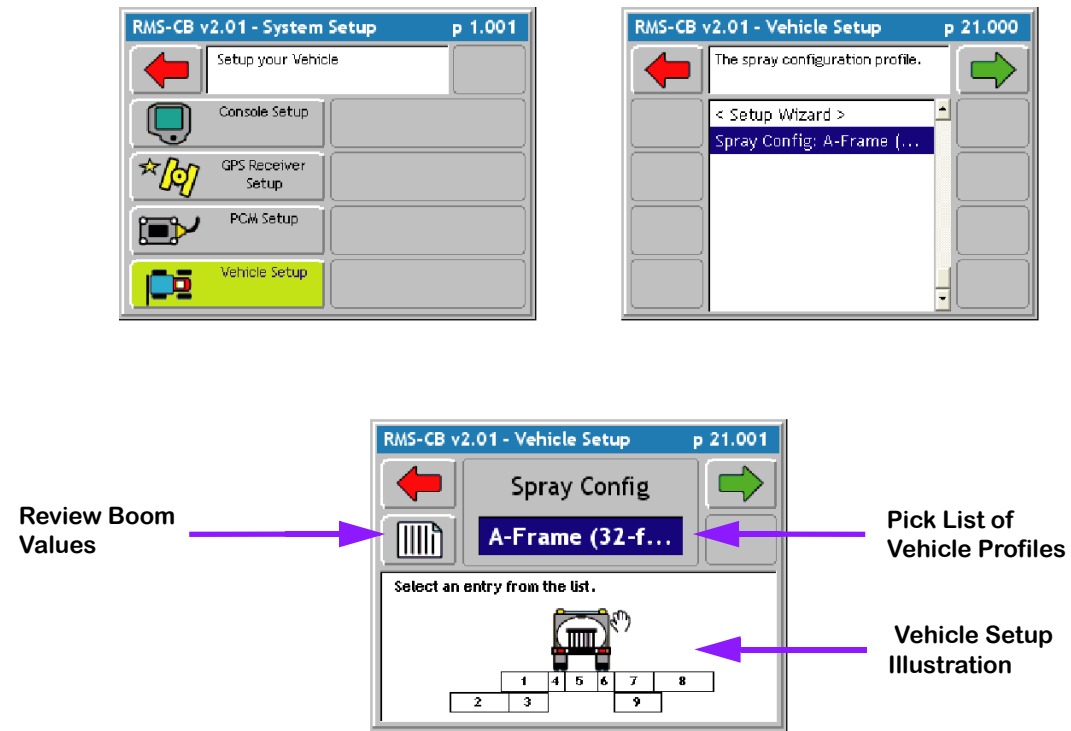 RMS-CB v2.01 - System Setup p 1.001
Setup your Vehicle
Console Setup
GPS Receiver
Setup
PCM Setup
Vehicle Setup
RMS-CB v2.01 - Vehicle Setup p 21.000
The spray configuration profile.
< Setup Wizard >
Spray Config: A-Frame (...
RMS-CB v2.01 - Vehicle Setup p 21.001
Spray Config
A-Frame (32-f...
Review Boom
Values
Pick List of
Vehicle Profiles
Select an entry from the list.
Vehicle Setup
Illustration
1 4 5 6 7 8
2 3 9